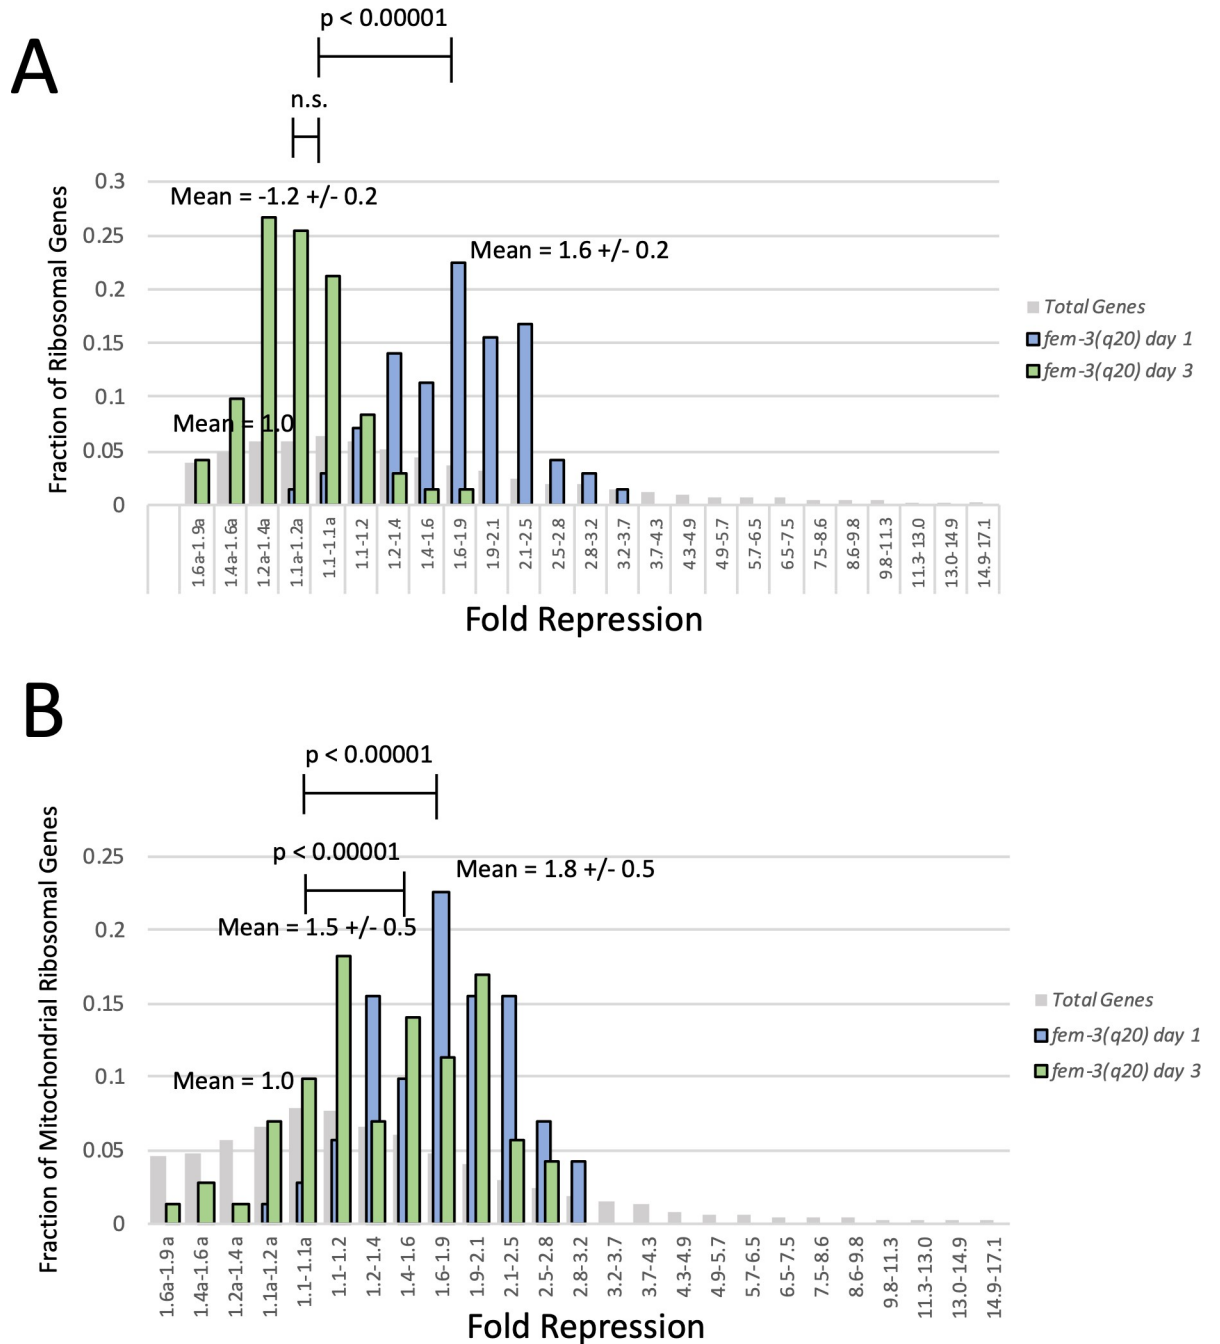 A
p < 0.00001
n.s.
Mean = -1.2 +/- 0.2
Mean = 1.6 +/- 0.2
Mean = 1.0
Fraction of Ribosomal Genes
0.3
0.25
0.2
0.15
0.1
0.05
0
1.6a-1.9a
1.4a-1.6a
1.2a-1.4a
1.1a-1.2a
1.1-1.1a
1.1-1.2
1.2-1.4
1.4-1.6
1.6-1.9
1.9-2.1
2.1-2.5
2.5-2.8
2.8-3.2
3.2-3.7
3.7-4.3
4.3-4.9
4.9-5.7
5.7-6.5
6.5-7.5
7.5-8.6
8.6-9.8
9.8-11.3
11.3-13.0
13.0-14.9
14.9-17.1
Fold Repression
Total Genes
fem-3(q20) day 1
fem-3(q20) day 3
B
p < 0.00001
p < 0.00001
Mean = 1.8 +/- 0.5
Mean = 1.5 +/- 0.5
Mean = 1.0
Fraction of Mitochondrial Ribosomal Genes
0.25
0.2
0.15
0.1
0.05
0
1.6a-1.9a
1.4a-1.6a
1.2a-1.4a
1.1a-1.2a
1.1-1.1a
1.1-1.2
1.2-1.4
1.4-1.6
1.6-1.9
1.9-2.1
2.1-2.5
2.5-2.8
2.8-3.2
3.2-3.7
3.7-4.3
4.3-4.9
4.9-5.7
5.7-6.5
6.5-7.5
7.5-8.6
8.6-9.8
9.8-11.3
11.3-13.0
13.0-14.9
14.9-17.1
Fold Repression
Total Genes
fem-3(q20) day 1
fem-3(q20) day 3